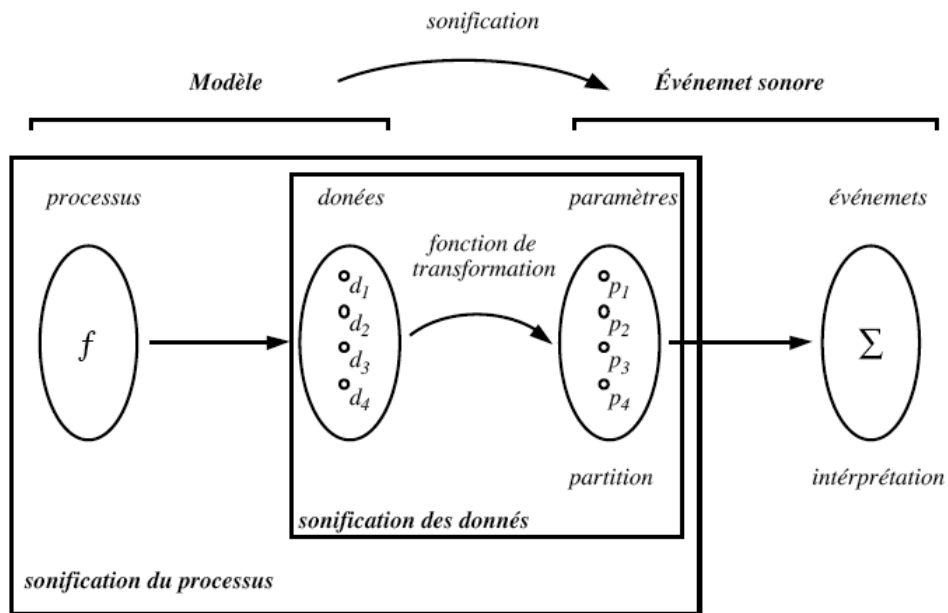 sonification
Modèle
Événemet sonore
processus
donées
paramètres
événemets
fonction de
transformation
f
d1
d2
d3
d4
p1
p2
p3
p4
Σ
partition
intérprétation
sonification des donnés
sonification du processus